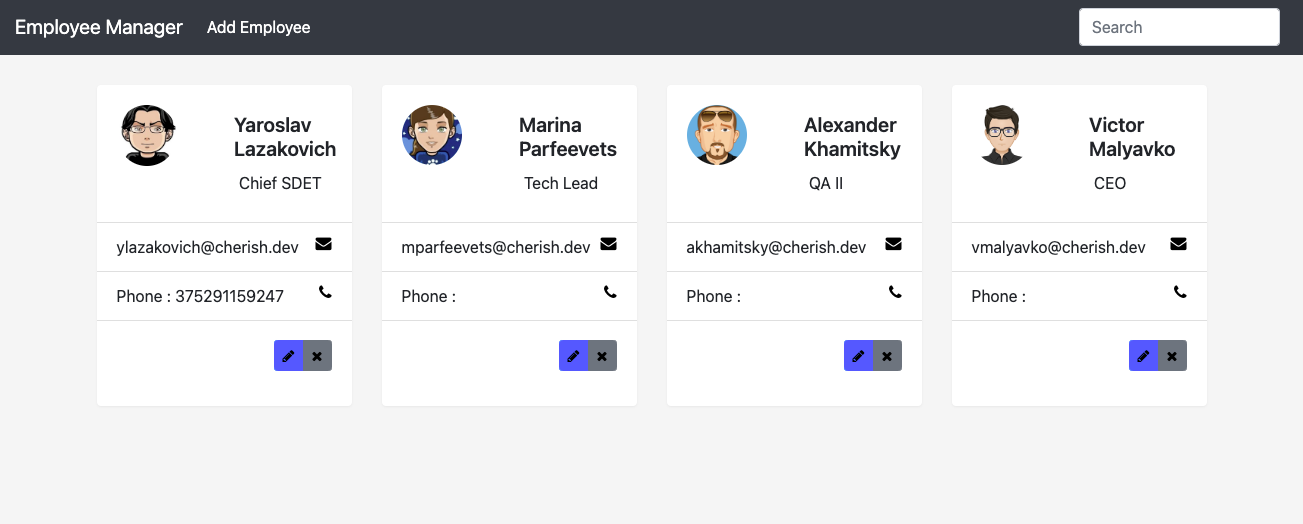 Employee Manager Add Employee Search
Yaroslav
Lazakovich
Chief SDET
ylazakovich@cherish.dev
Phone : 375291159247
Marina
Parfeevets
Tech Lead
mparfeevets@cherish.dev
Phone :
Alexander
Khamitsky
QA II
akhamitsky@cherish.dev
Phone :
Victor
Malyavko
CEO
vmalyavko@cherish.dev
Phone :